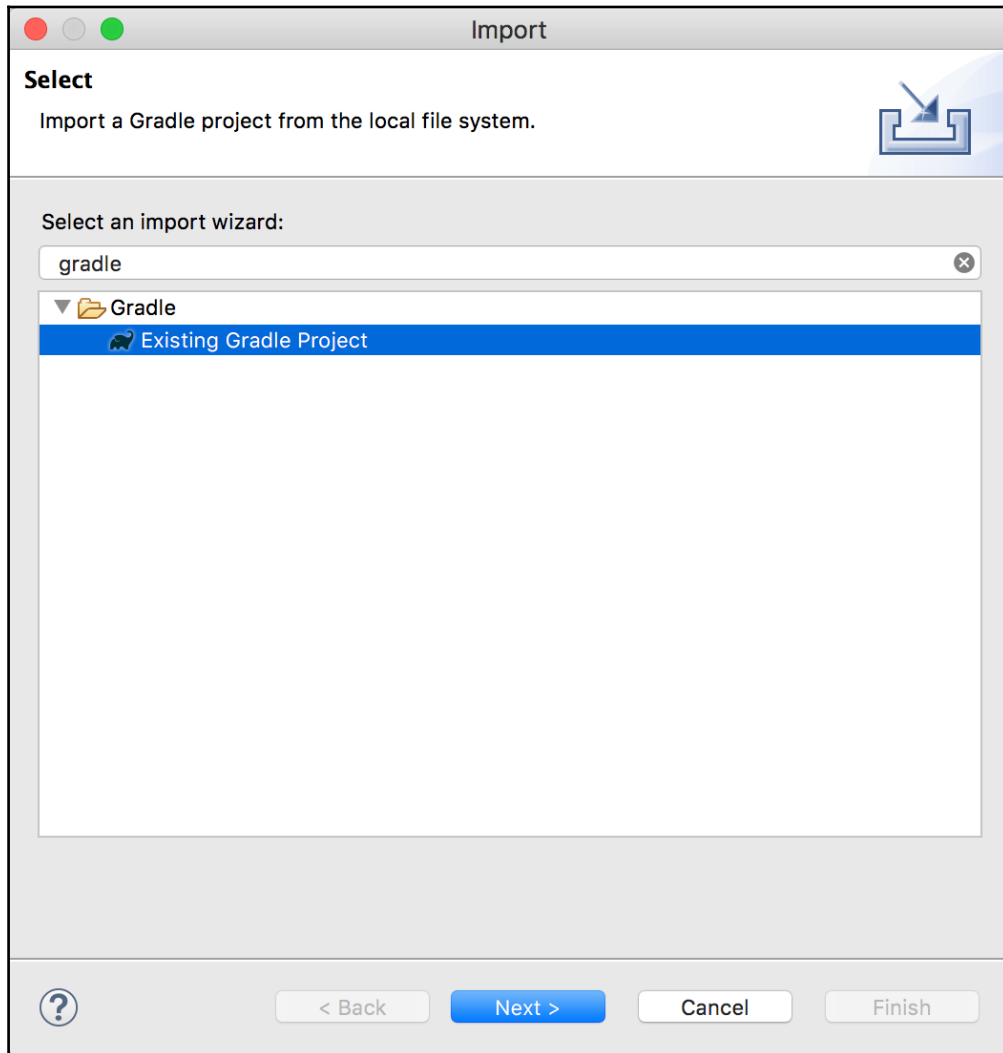 Import
Select
Import a Gradle project from the local file system.
Select an import wizard:
gradle
Gradle
Existing Gradle Project
?
< Back
Next >
Cancel
Finish